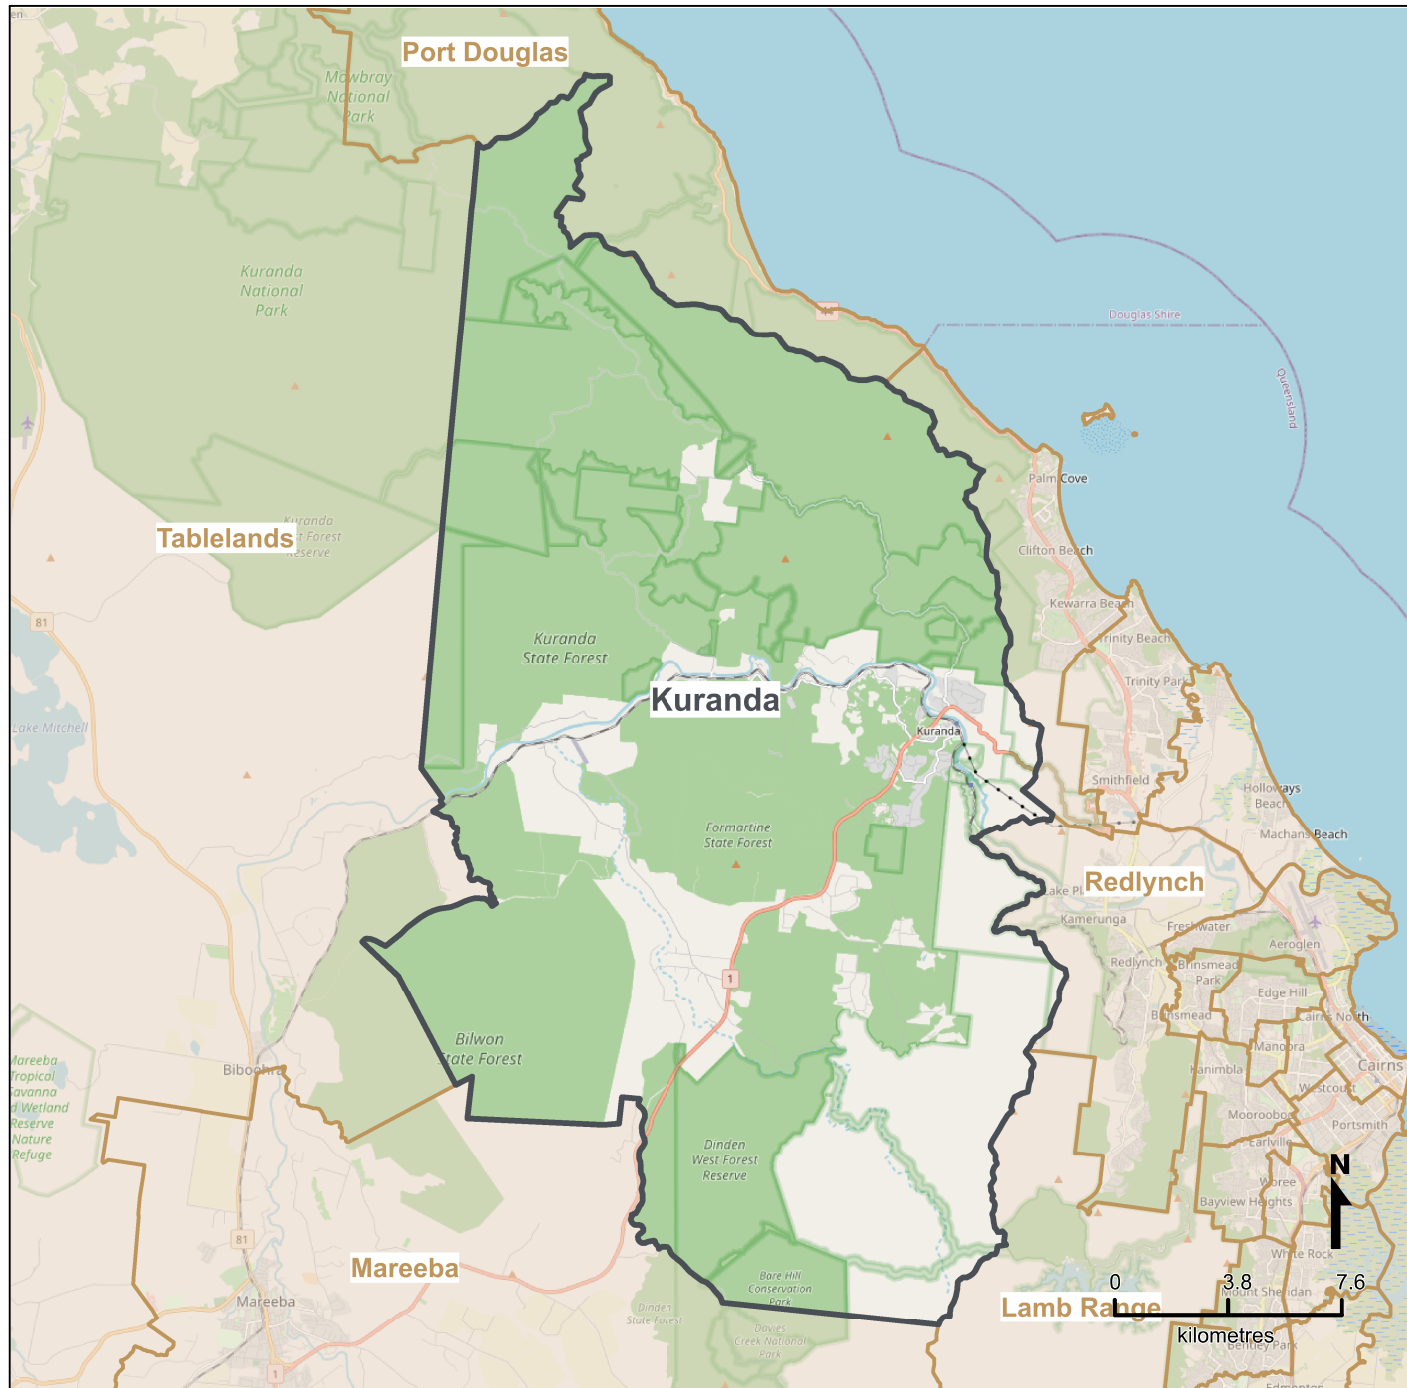 Port Douglas
Mowbray
National
Park
Kuranda
National
Park
44
Douglas Shire
Queensland
Palm Cove
Clifton Beach
Kewarra Beach
Trinity Beach
Trinity Park
Tablelands
Kuranda
st Forest
Reserve
81
Kuranda
State Forest
Kuranda
Kuranda
Lake Mitchell
Smithfield
Holloways
Beach
Machans Beach
Formartine
State Forest
Redlynch
Lake Pl
Kamerunga
Freshwater
Aeroglen
Redlynch
Brinsmead
Park
Edge Hill
Brinsmead
Cairns North
1
Manoora
Cairns
Kanimbla
Westcourt
Bilwon
State Forest
Biboohra
Mareeba
Tropical
Savanna
d Wetland
Reserve
Nature
Refuge
Mooroobool
Portsmith
Earlville
Dinden
West Forest
Reserve
N
Woree
Bayview Heights
81
White Rock
Mareeba
Bare Hill
Conservation
Park
0 3.8 7.6
Mount Sheridan
Lamb Range
kilometres
Mareeba
Dinden
State Forest
Davies
Creek National
Park
Bentley Park
1
Edmonton